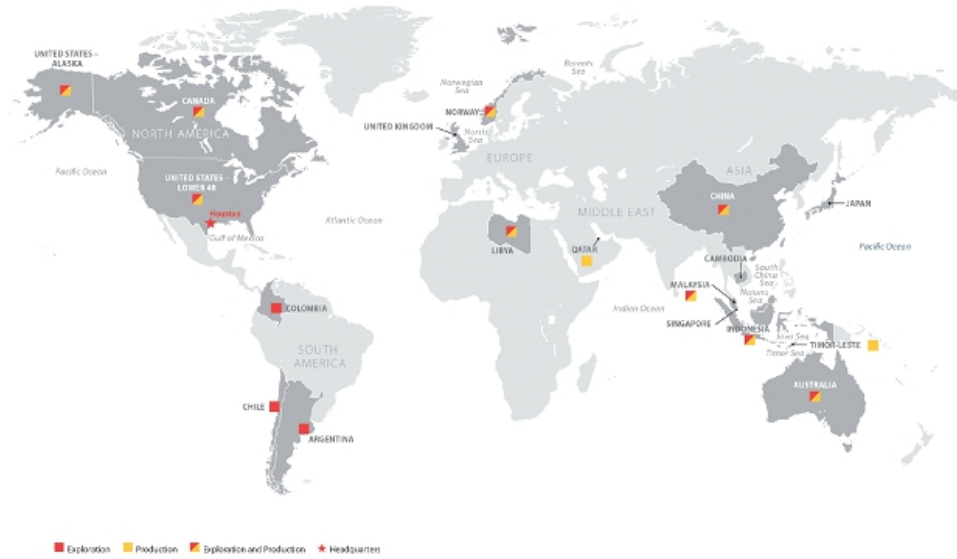 UNITED STATES –
ALASKA
CANADA
NORTH AMERICA
Pacific Ocean
UNITED STATES –
LOWER 48
Houston
Gulf of Mexico
Atlantic Ocean
COLOMBIA
SOUTH
AMERICA
CHILE
ARGENTINA
Norwegian
Sea
Barents
Sea
NORWAY
UNITED KINGDOM
North
Sea
EUROPE
ASIA
CHINA
JAPAN
MIDDLE EAST
LIBYA
QATAR
Pacific Ocean
CAMBODIA
South
China
Sea
MALAYSIA
Natuna
Sea
Indian Ocean
SINGAPORE
INDONESIA
Java Sea
TIMOR-LESTE
Timor Sea
AUSTRALIA
Exploration
Production
Exploration and Production
Headquarters